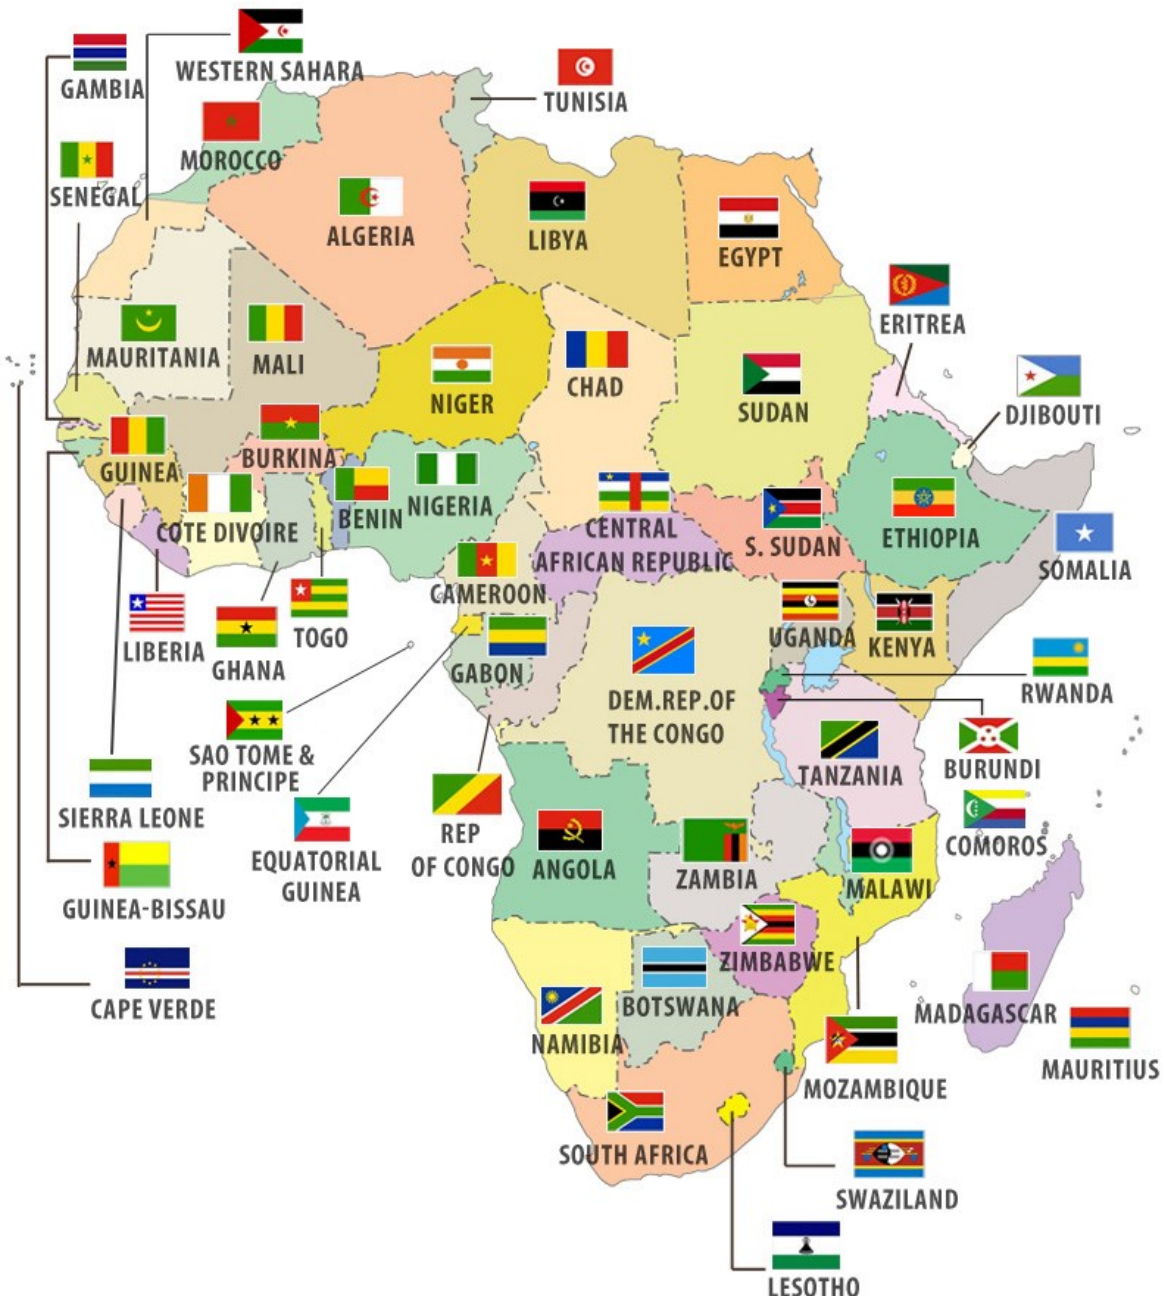 GAMBIA
WESTERN SAHARA
TUNISIA
MOROCCO
SENEGAL
ALGERIA
LIBYA
EGYPT
ERITREA
MAURITANIA
MALI
NIGER
CHAD
SUDAN
DJIBOUTI
GUINEA
BURKINA
COTE DIVOIRE
BENIN
NIGERIA
CENTRAL
AFRICAN REPUBLIC
S. SUDAN
ETHIOPIA
SOMALIA
CAMEROON
LIBERIA
GHANA
TOGO
GABON
UGANDA
KENYA
RWANDA
DEM.REP.OF
THE CONGO
SAO TOME &
PRINCIPE
TANZANIA
BURUNDI
SIERRA LEONE
EQUATORIAL
GUINEA
REP
OF CONGO
ANGOLA
ZAMBIA
MALAWI
COMOROS
GUINEA-BISSAU
CAPE VERDE
ZIMBABWE
BOTSWANA
NAMIBIA
MADAGASCAR
MAURITIUS
MOZAMBIQUE
SOUTH AFRICA
SWAZILAND
LESOTHO